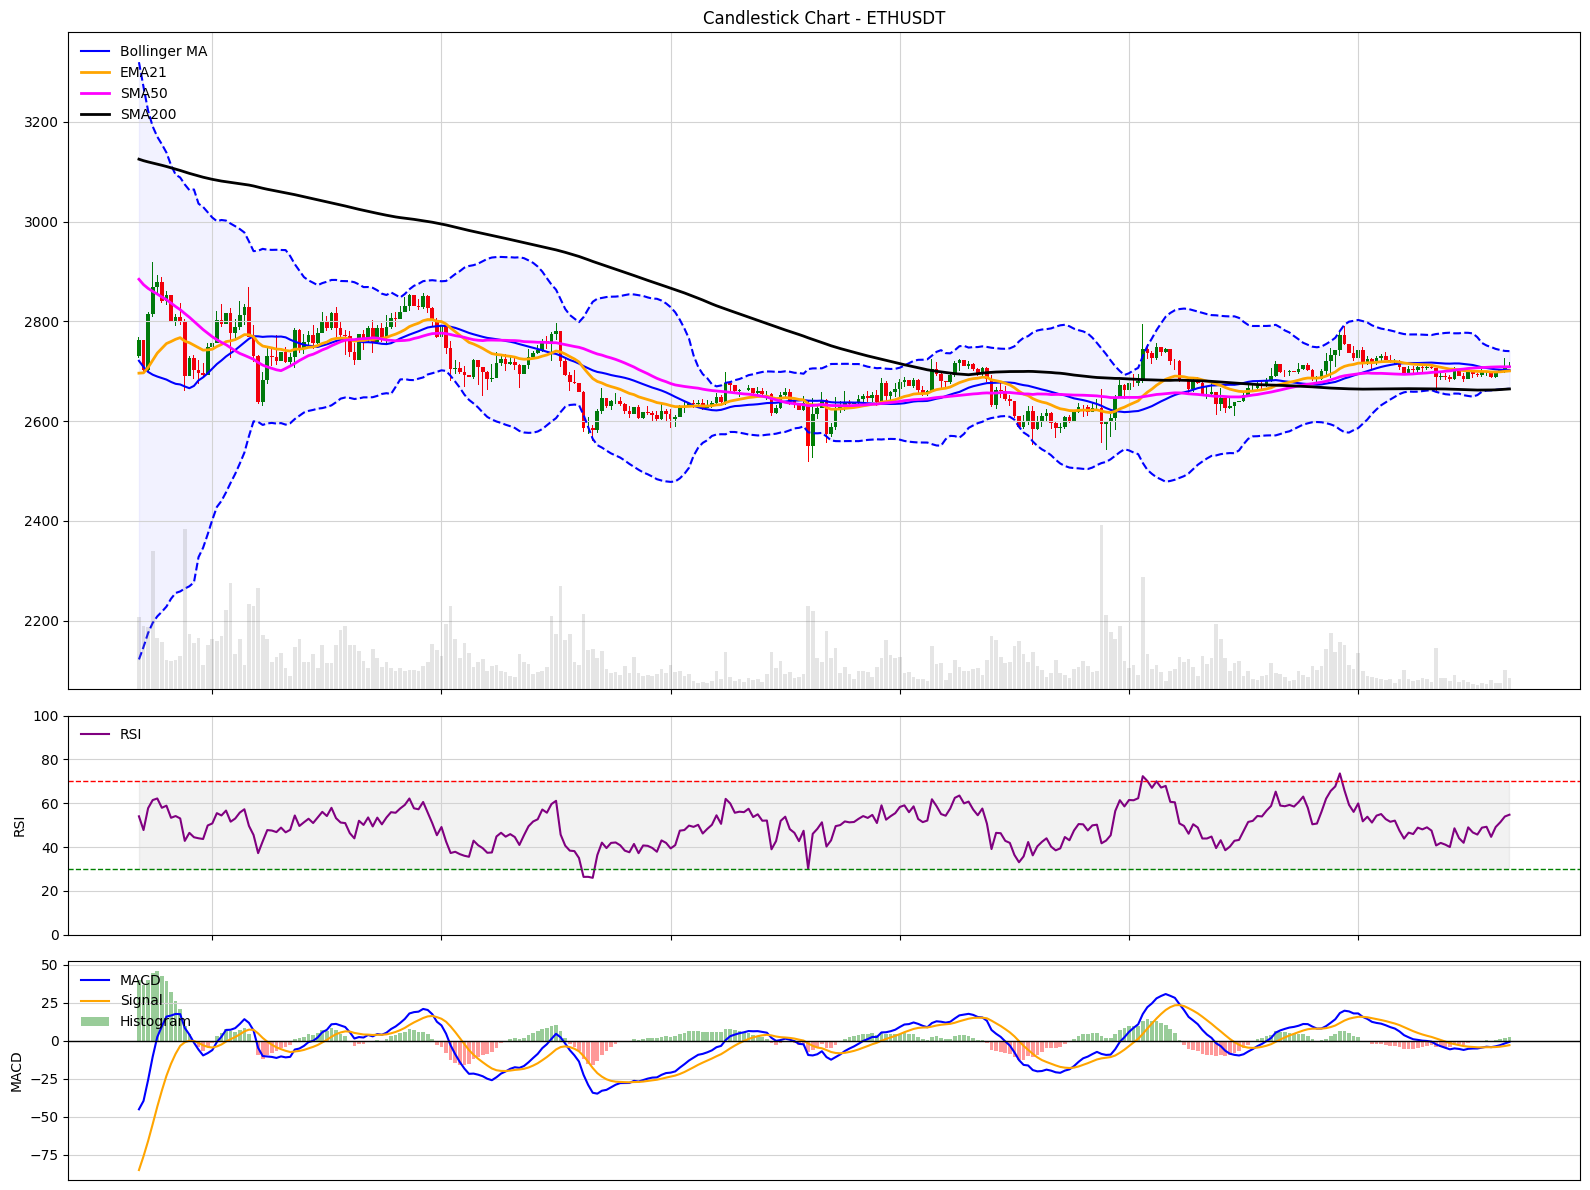 Candlestick Chart - ETHUSDT
Bollinger MA
EMA21
SMA50
SMA200
3200
3000
2800
2600
2400
2200
RSI
100
80
60
40
20
0
RSI
MACD
Signal
Histogram
50
25
0
−25
−50
−75
MACD